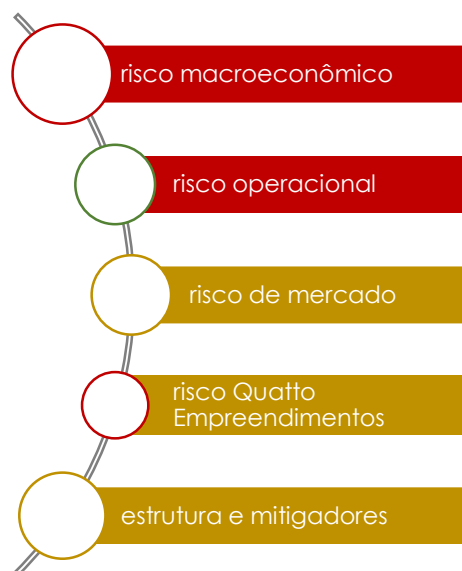 risco macroeconômico
risco operacional
risco de mercado
risco Quatto
Empreendimentos
estrutura e mitigadores